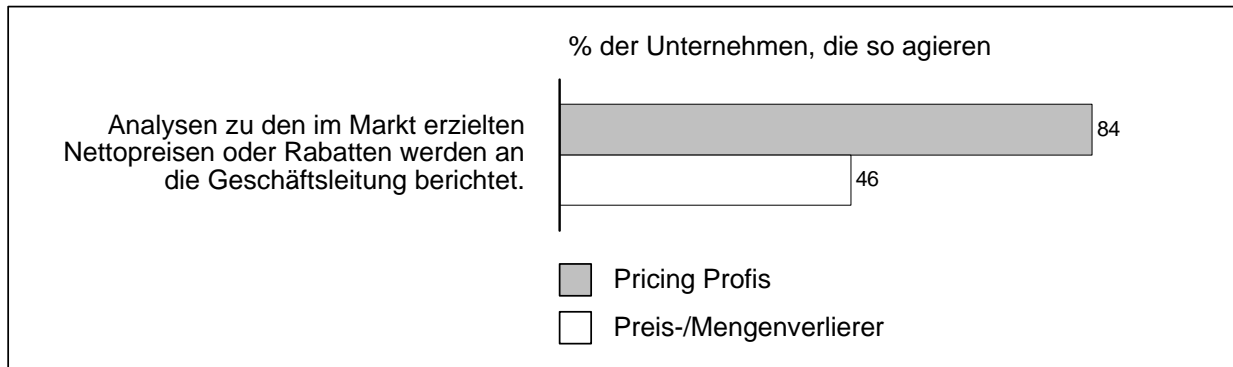 % der Unternehmen, die so agieren
Analysen zu den im Markt erzielten
Nettopreisen oder Rabatten werden an
die Geschäftsleitung berichtet.
84
46
Pricing Profis
Preis-/Mengenverlierer